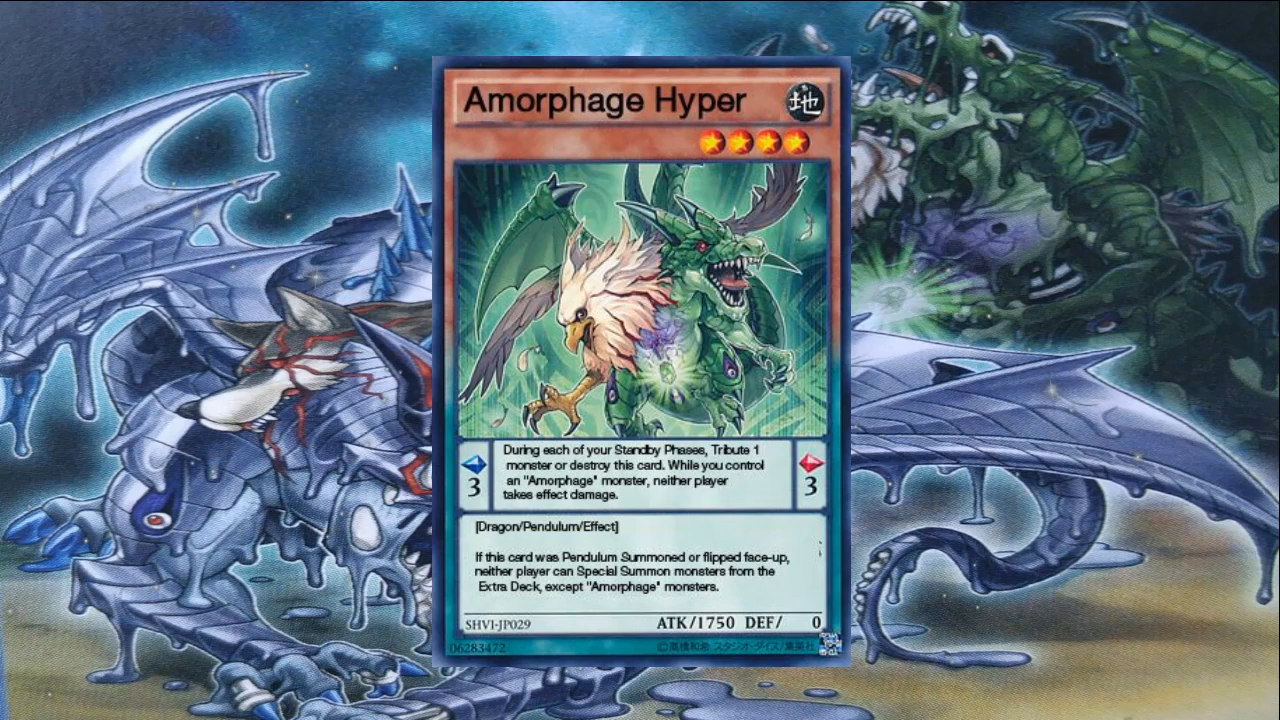 Amorphage Hyper
地
During each of your Standby Phases, Tribute 1
monster or destroy this card. While you control
an "Amorphage" monster, neither player
takes effect damage.
3
3
[Dragon/Pendulum/Effect]
If this card was Pendulum Summoned or flipped face-up,
neither player can Special Summon monsters from the
Extra Deck, except "Amorphage" monsters.
SHVI-JP029
ATK/1750 DEF/ 0
06283472
©高橋和希 スタジオ・ダイス/集英社